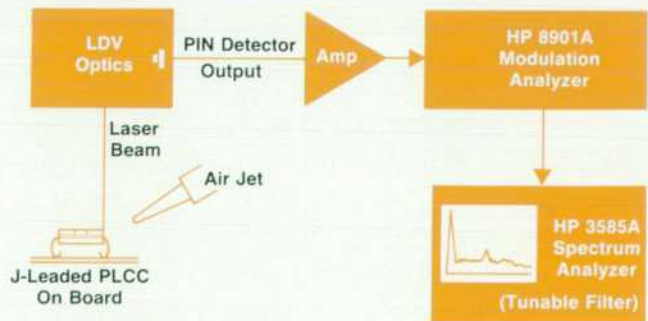 LDV
Optics
PIN Detector
Output
Amp
HP 8901A
Modulation
Analyzer
Laser
Beam
Air Jet
J-Leaded PLCC
On Board
HP 3585A
Spectrum
Analyzer
(Tunable Filter)